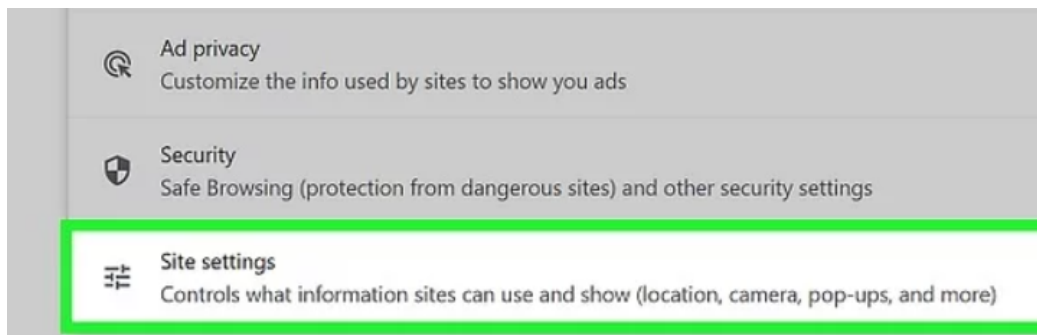 Ad privacy
Customize the info used by sites to show you ads
Security
Safe Browsing (protection from dangerous sites) and other security settings
Site settings
Controls what information sites can use and show (location, camera, pop-ups, and more)